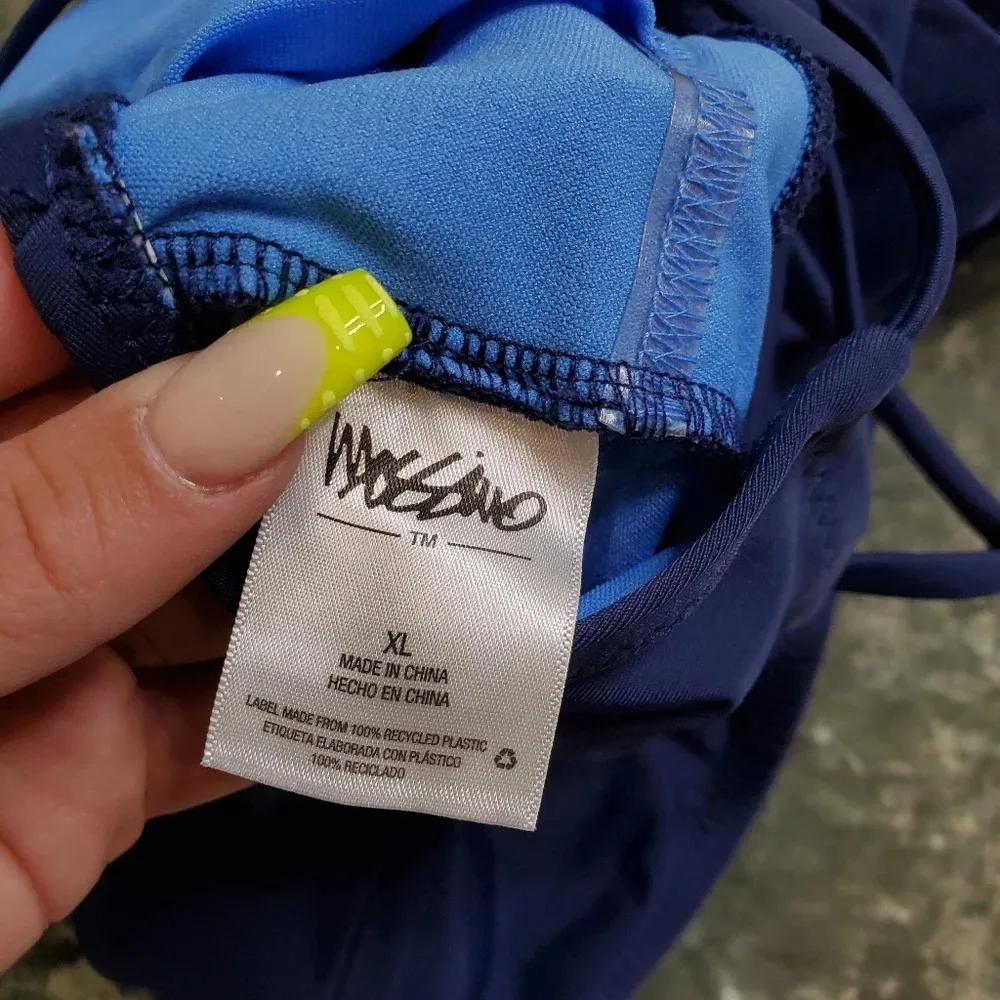 Mossimo
TM
XL
MADE IN CHINA
HECHO EN CHINA
LABEL MADE FROM 100% RECYCLED PLASTIC
ETIQUETA ELABORADA CON PLÁSTICO
100% RECICLADO